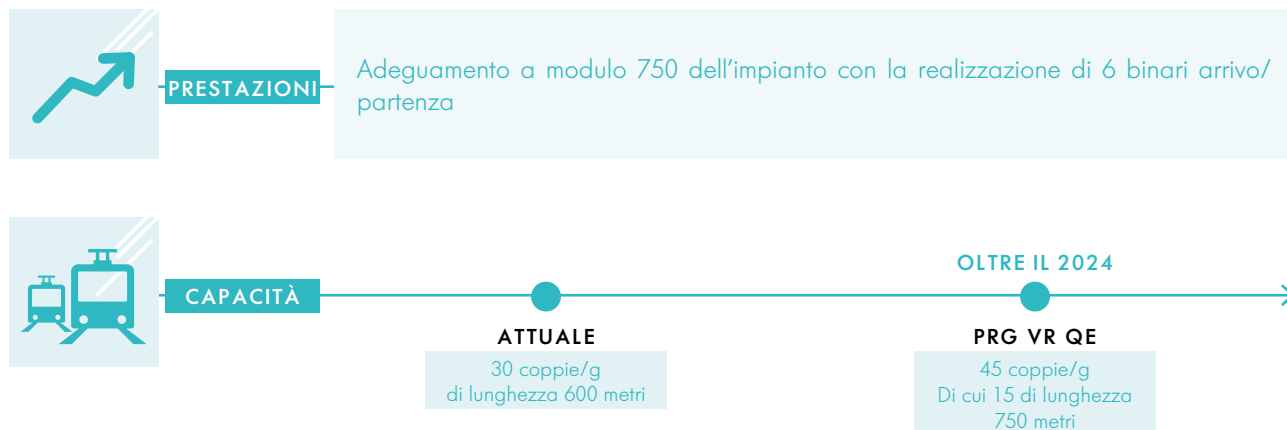 PRESTAZIONI
Adeguamento a modulo 750 dell'impianto con la realizzazione di 6 binari arrivo/
partenza
OLTRE IL 2024
CAPACITÀ
ATTUALE
30 coppie/g
di lunghezza 600 metri
PRG VR QE
45 coppie/g
Di cui 15 di lunghezza
750 metri